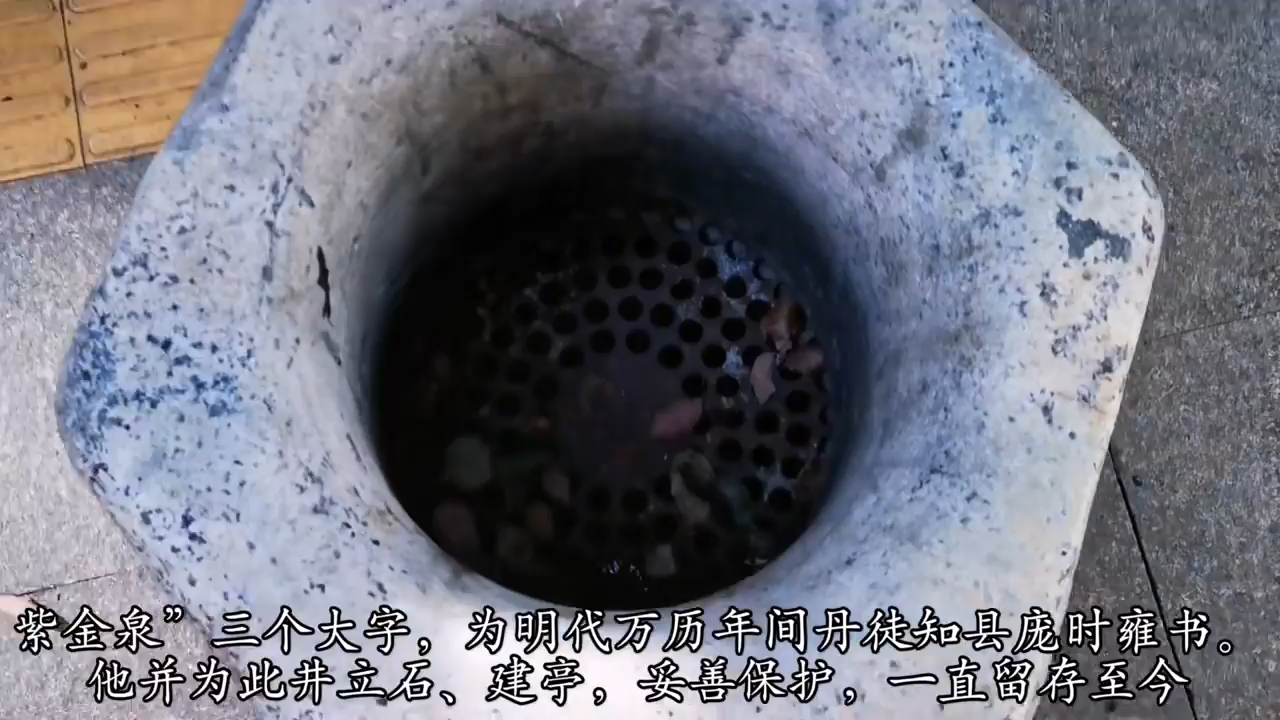 紫金泉”三个大字，为明代万历年间丹徒知县庞时雍书。
他并为此井立石、建亭，妥善保护，一直留存至今